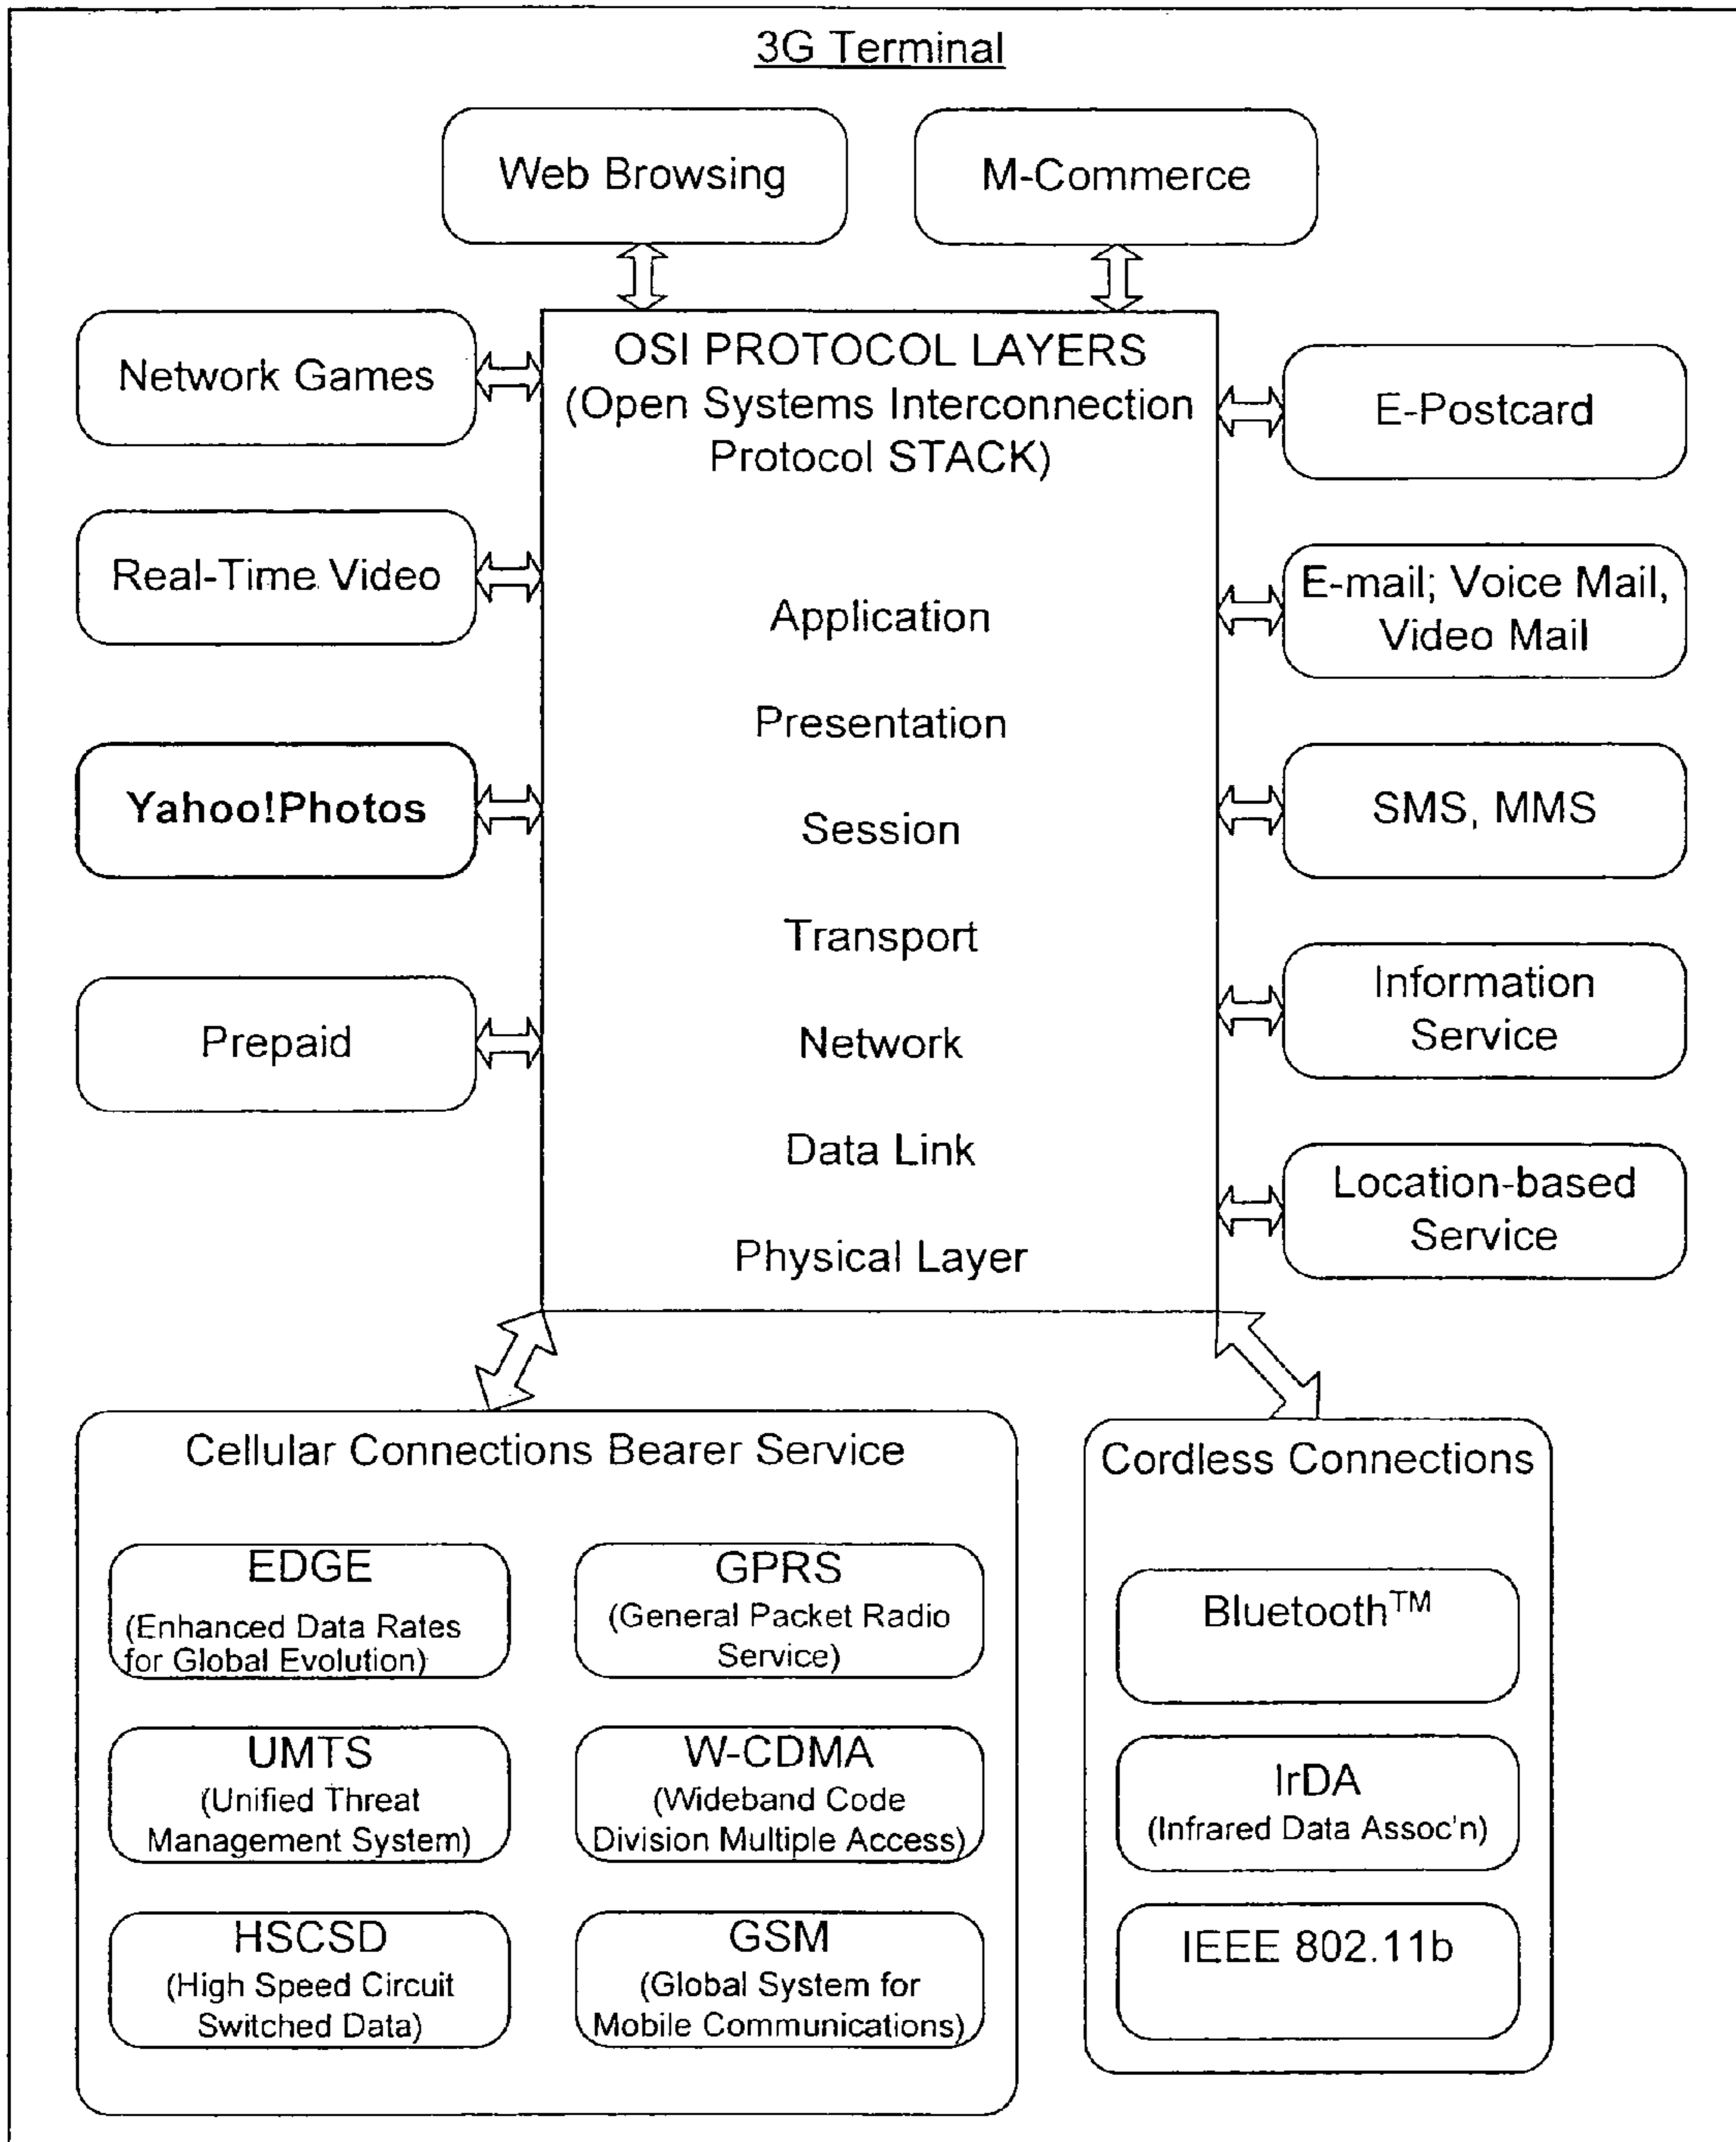 3G Terminal
Web Browsing
M-Commerce
Network Games
Real-Time Video
Yahoo!Photos
Prepaid
OSI PROTOCOL LAYERS
(Open Systems Interconnection
Protocol STACK)
Application
Presentation
Session
Transport
Network
Data Link
Physical Layer
E-Postcard
E-mail; Voice Mail,
Video Mail
SMS, MMS
Information
Service
Location-based
Service
Cellular Connections Bearer Service
EDGE
(Enhanced Data Rates
for Global Evolution)
GPRS
(General Packet Radio
Service)
UMTS
(Unified Threat
Management System)
W-CDMA
(Wideband Code
Division Multiple Access)
HSCSD
(High Speed Circuit
Switched Data)
GSM
(Global System for
Mobile Communications)
Cordless Connections
Bluetooth™
IrDA
(Infrared Data Assoc'n)
IEEE 802.11b